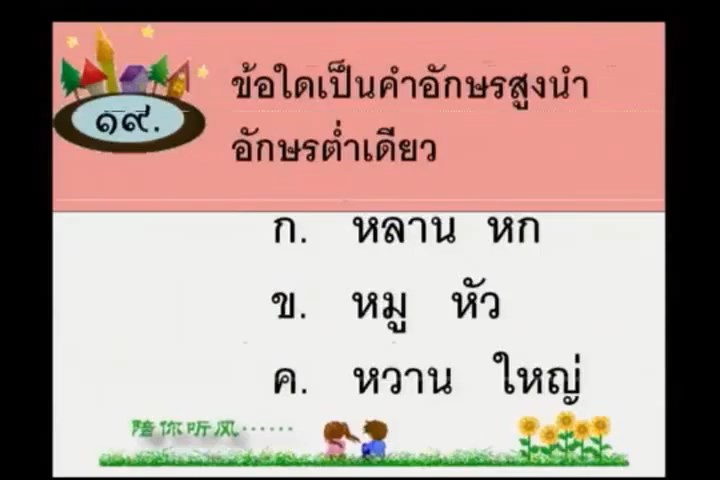 ๑๙.
ข้อใดเป็นคำอักษรสูงนำ
อักษรต่ำเดียว
ก. หลาน หก
ข. หมู หัว
ค. หวาน ใหญ่
陪你听风······